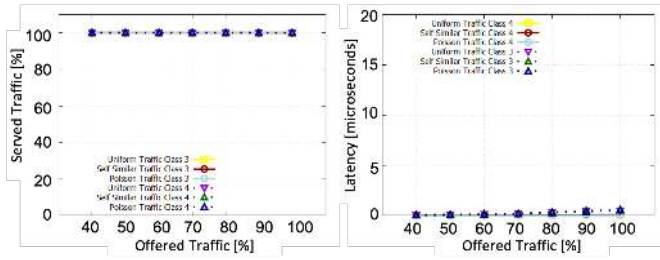 100
80
60
40
20
0
Served Traffic [%]
Uniform Traffic Class 3
Self Similar Traffic Class 3
Poisson Traffic Class 3
Uniform Traffic Class 4
Self Similar Traffic Class 4
Poisson Traffic Class 4
40 50 60 70 80 90 100
Offered Traffic [%]
20
15
10
5
0
Latency [microseconds]
Uniform Traffic Class 4
Self Similar Traffic Class 4
Poisson Traffic Class 4
Uniform Traffic Class 3
Self Similar Traffic Class 3
Poisson Traffic Class 3
40 50 60 70 80 90 100
Offered Traffic [%]